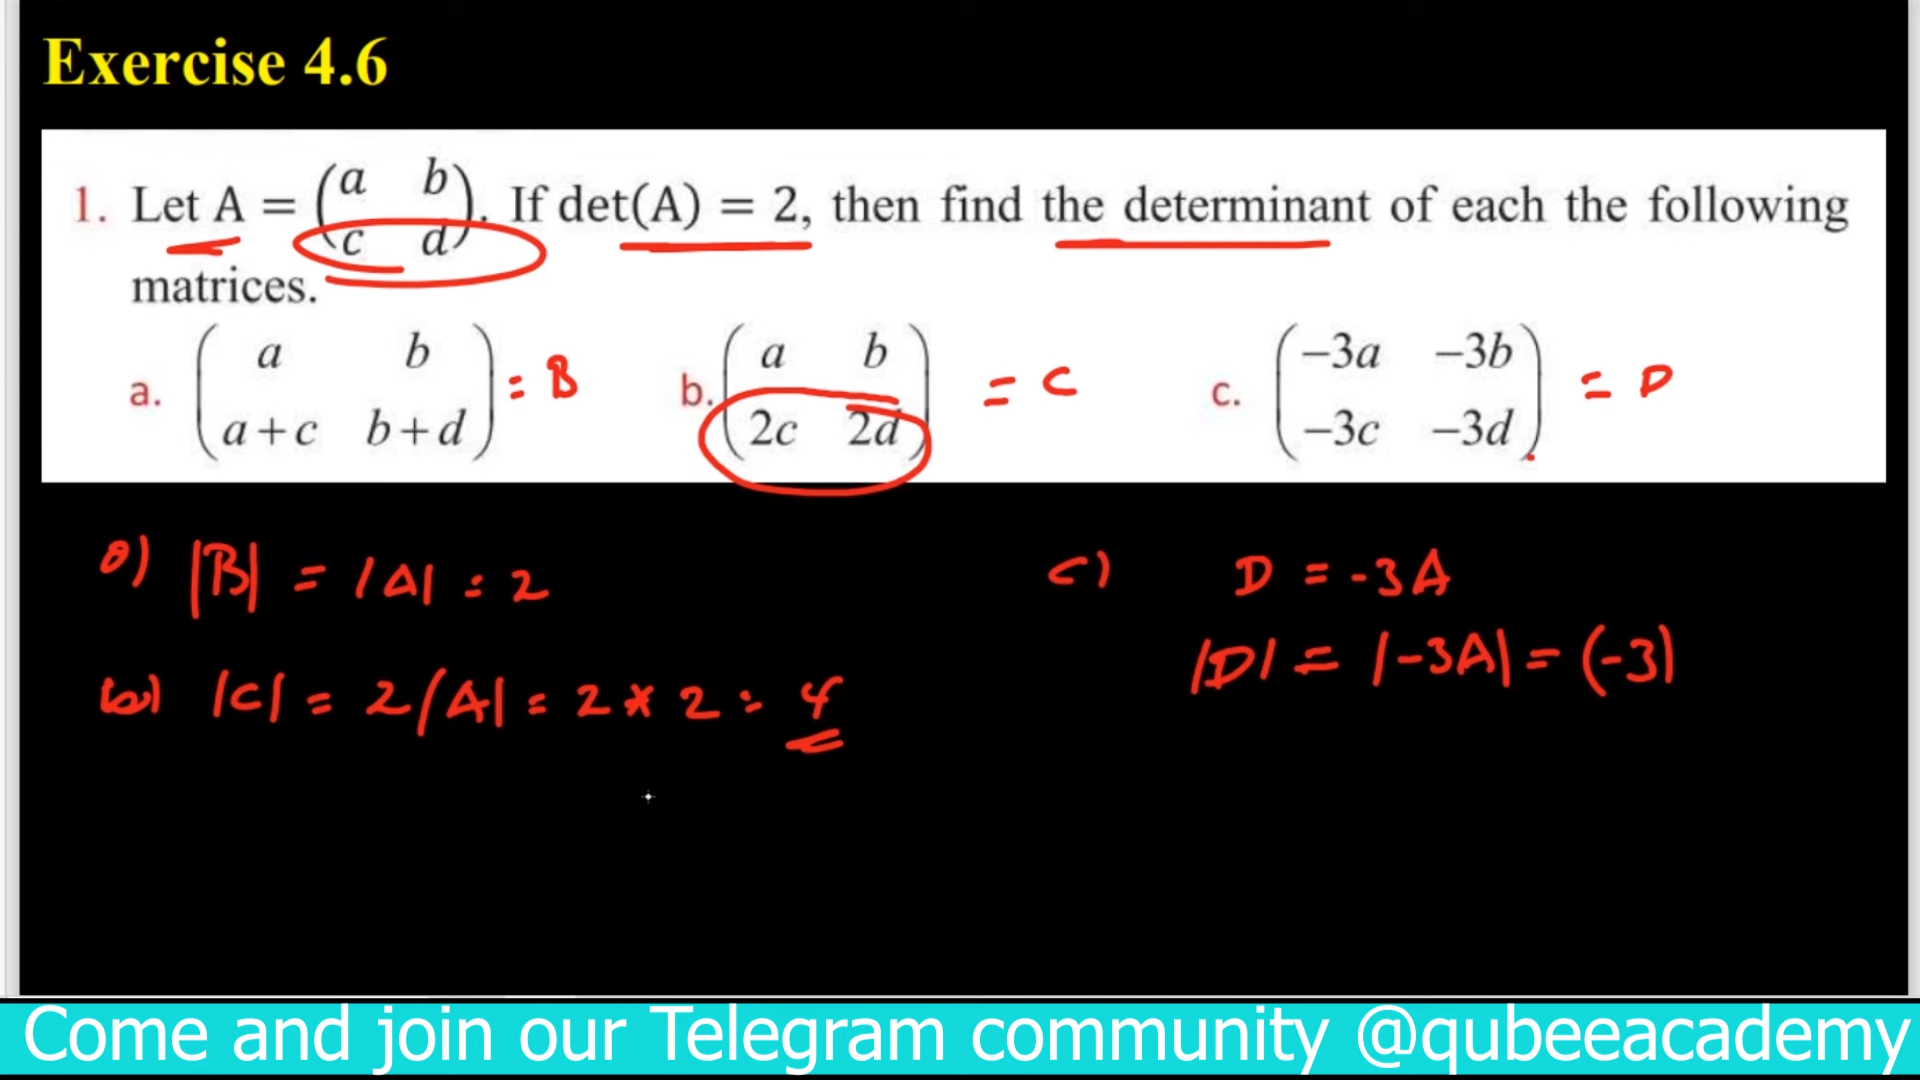 Exercise 4.6
1. Let A = (a b
c d). If det(A) = 2, then find the determinant of each the following
matrices.
a. (a b
a+c b+d) = B
b. (a b
2c 2d) = C
c. (−3a −3b
−3c −3d) = D
a) |B| = |A| = 2
b) |C| = 2|A| = 2 * 2 = 4
c) D = -3A
|D| = |-3A| = (-3)
Come and join our Telegram community @qubeeacademy